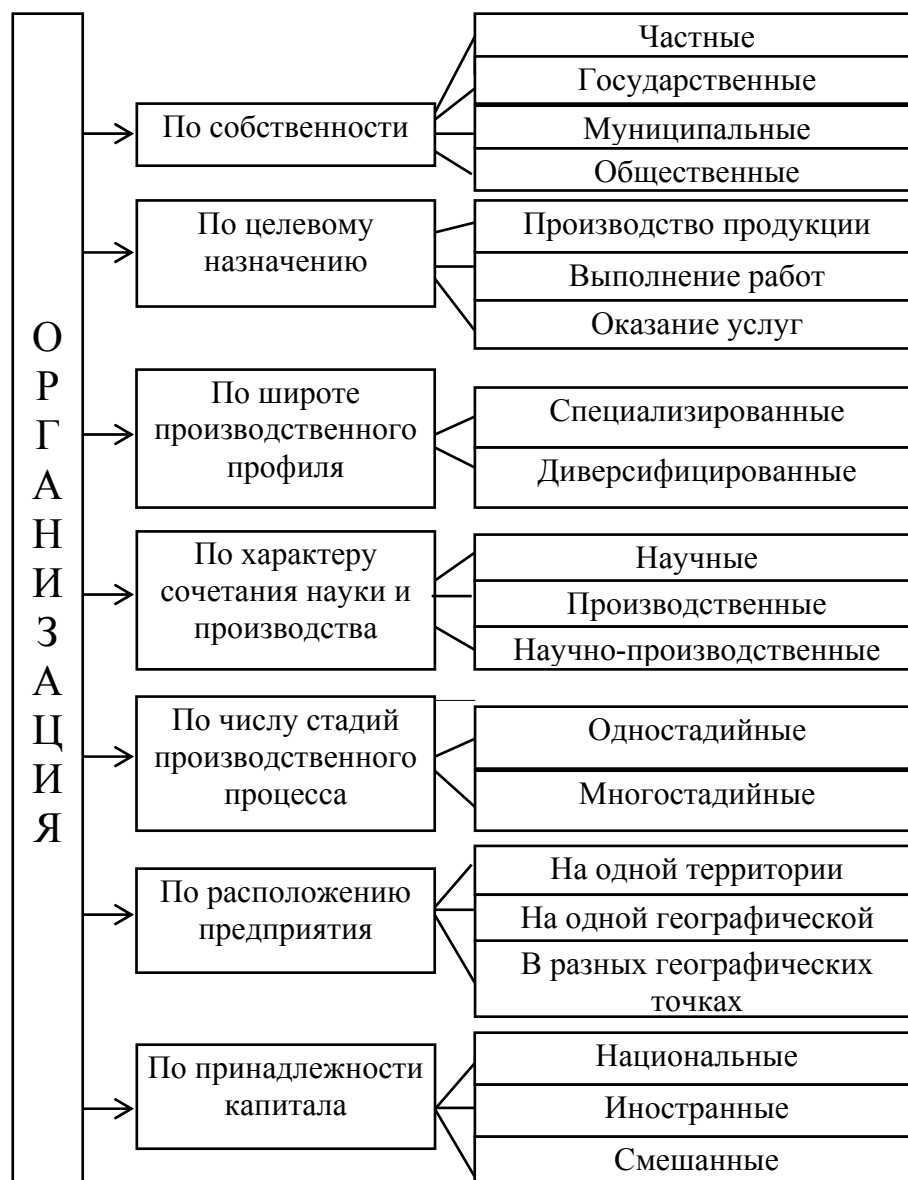 ОРГАНИЗАЦИЯ
По собственности
Частные
Государственные
Муниципальные
Общественные
По целевому
назначению
Производство продукции
Выполнение работ
Оказание услуг
По широте
производственного
профиля
Специализированные
Диверсифицированные
По характеру
сочетания науки и
производства
Научные
Производственные
Научно-производственные
По числу стадий
производственного
процесса
Одностадийные
Многостадийные
По расположению
предприятия
На одной территории
На одной географической
В разных географических
точках
По принадлежности
капитала
Национальные
Иностранные
Смешанные